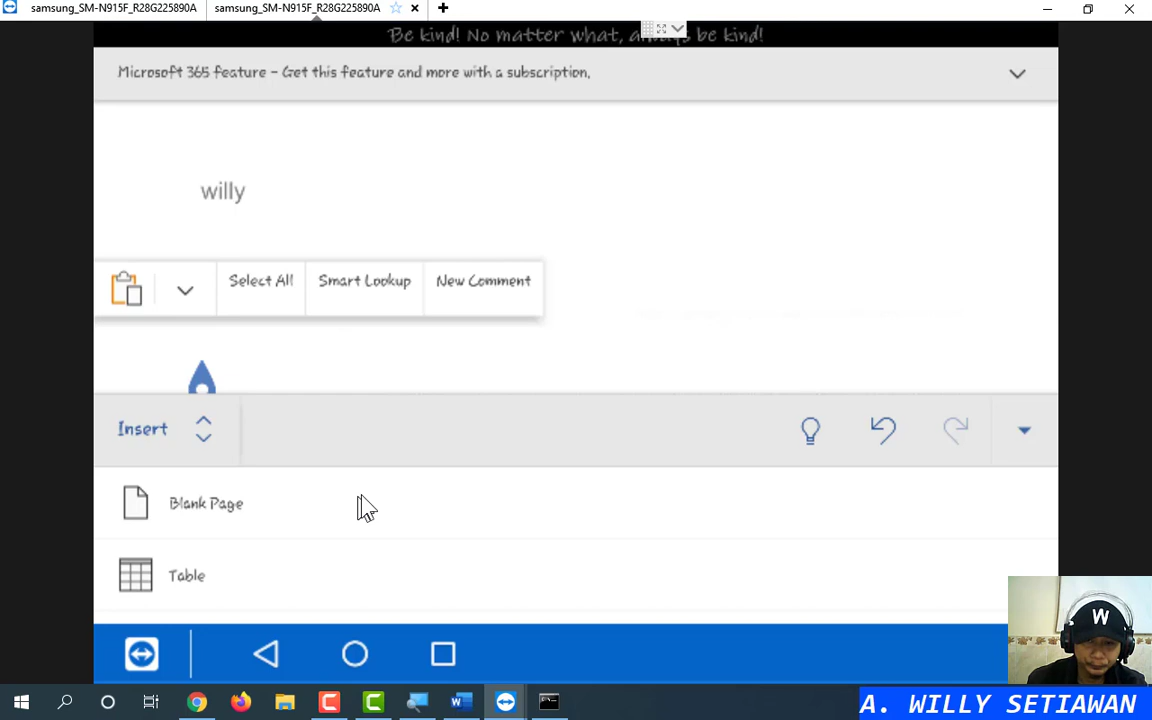 samsung_SM-N915F_R28G225890A
samsung_SM-N915F_R28G225890A
Be kind! No matter what, always be kind!
Microsoft 365 feature - Get this feature and more with a subscription.
willy
Select All
Smart Lookup
New Comment
Insert
Blank Page
Table
W
A. WILLY SETIAWAN